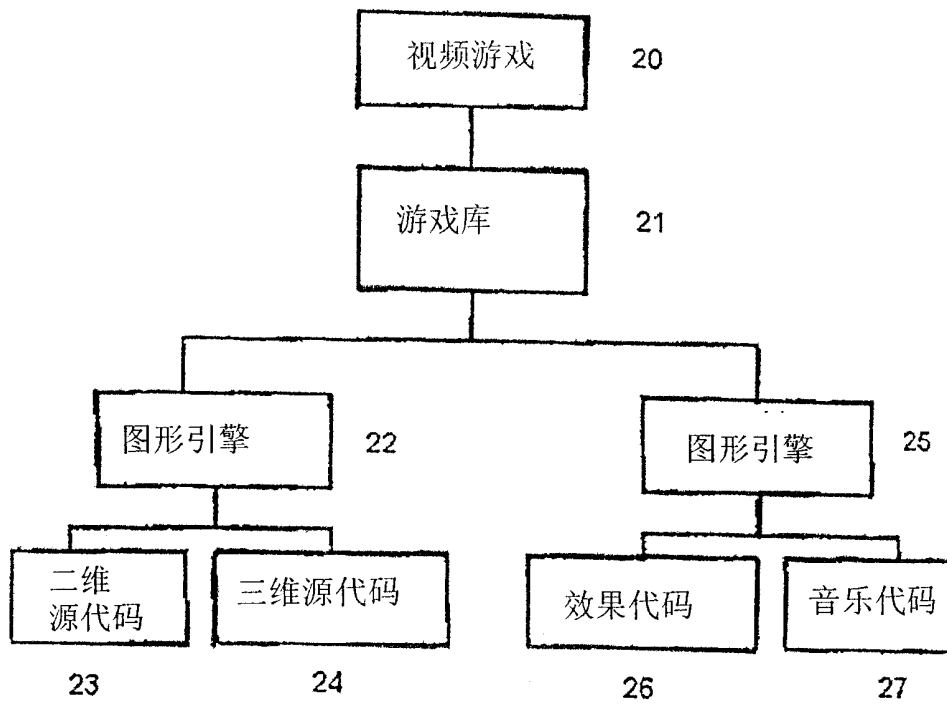 视频游戏
20
游戏库
21
图形引擎
22
图形引擎
25
二维
源代码
三维源代码
效果代码
音乐代码
23
24
26
27